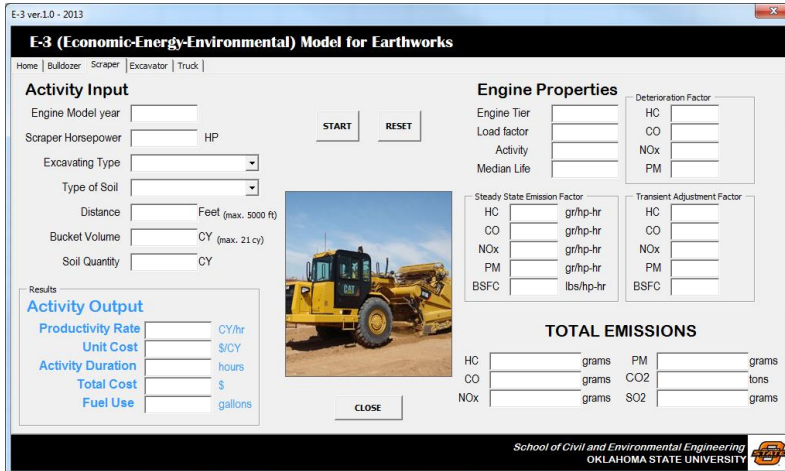 E-3 ver.1.0 - 2013
E-3 (Economic-Energy-Environmental) Model for Earthworks
Home Bulldozer Scraper Excavator Truck
Activity Input
Engine Model year
Scraper Horsepower HP
Excavating Type
Type of Soil
Distance Feet (max. 5000 ft)
Bucket Volume CY (max. 21 cy)
Soil Quantity CY
START RESET
Engine Properties
Engine Tier
Load factor
Activity
Median Life
Deterioration Factor
HC
CO
NOx
PM
Steady State Emission Factor
HC gr/hp-hr
CO gr/hp-hr
NOx gr/hp-hr
PM gr/hp-hr
BSFC lbs/hp-hr
Transient Adjustment Factor
HC
CO
NOx
PM
BSFC
CAT
Results
Activity Output
Productivity Rate CY/hr
Unit Cost $/CY
Activity Duration hours
Total Cost $
Fuel Use gallons
CLOSE
TOTAL EMISSIONS
HC grams PM grams
CO grams CO2 tons
NOx grams SO2 grams
School of Civil and Environmental Engineering
OKLAHOMA STATE UNIVERSITY
STATE